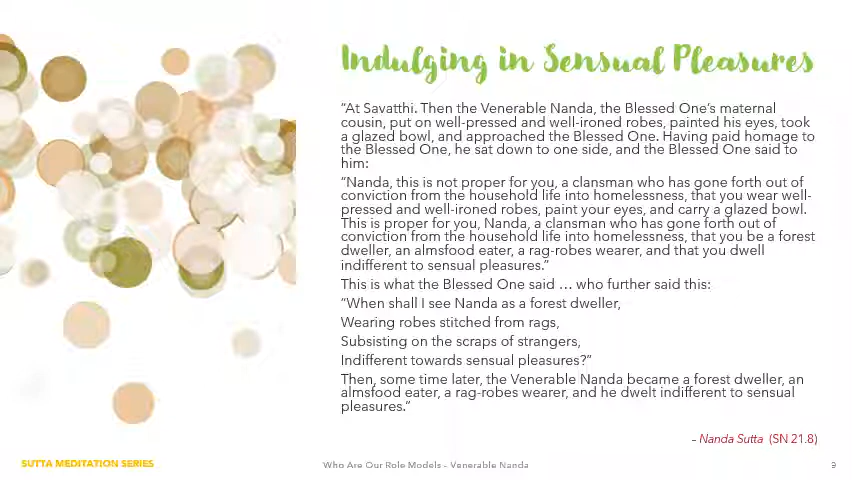 Indulging in Sensual Pleasures
“At Savatthi. Then the Venerable Nanda, the Blessed One’s maternal
cousin, put on well-pressed and well-ironed robes, painted his eyes, took
a glazed bowl, and approached the Blessed One. Having paid homage to
the Blessed One, he sat down to one side, and the Blessed One said to
him:
“Nanda, this is not proper for you, a clansman who has gone forth out of
conviction from the household life into homelessness, that you wear well-
pressed and well-ironed robes, paint your eyes, and carry a glazed bowl.
This is proper for you, Nanda, a clansman who has gone forth out of
conviction from the household life into homelessness, that you be a forest
dweller, an almsfood eater, a rag-robes wearer, and that you dwell
indifferent to sensual pleasures.”
This is what the Blessed One said … who further said this:
“When shall I see Nanda as a forest dweller,
Wearing robes stitched from rags,
Subsisting on the scraps of strangers,
Indifferent towards sensual pleasures?”
Then, some time later, the Venerable Nanda became a forest dweller, an
almsfood eater, a rag-robes wearer, and he dwelt indifferent to sensual
pleasures.”
– Nanda Sutta (SN 21.8)
SUTTA MEDITATION SERIES
Who Are Our Role Models - Venerable Nanda
9